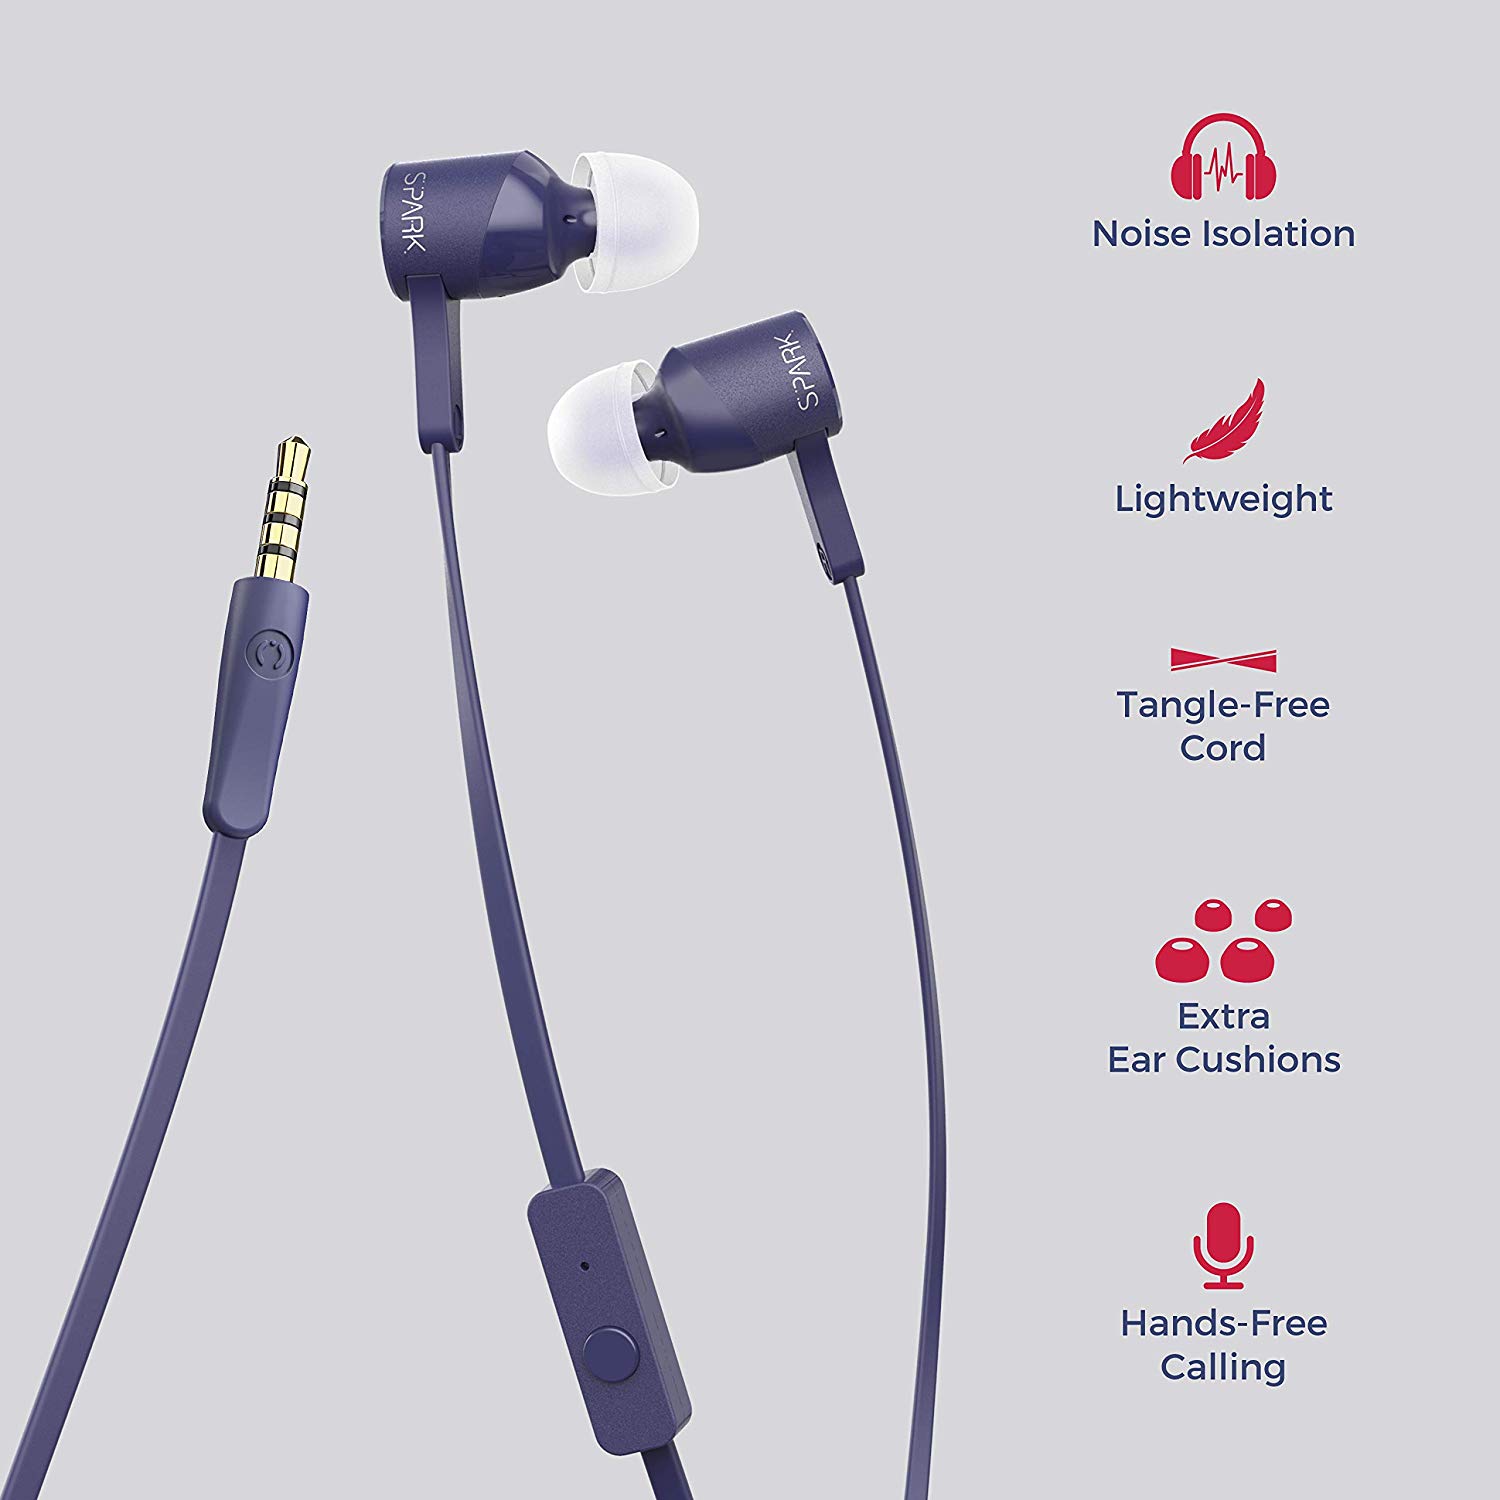 SPARK
SPARK
Noise Isolation
Lightweight
Tangle-Free
Cord
Extra
Ear Cushions
Hands-Free
Calling